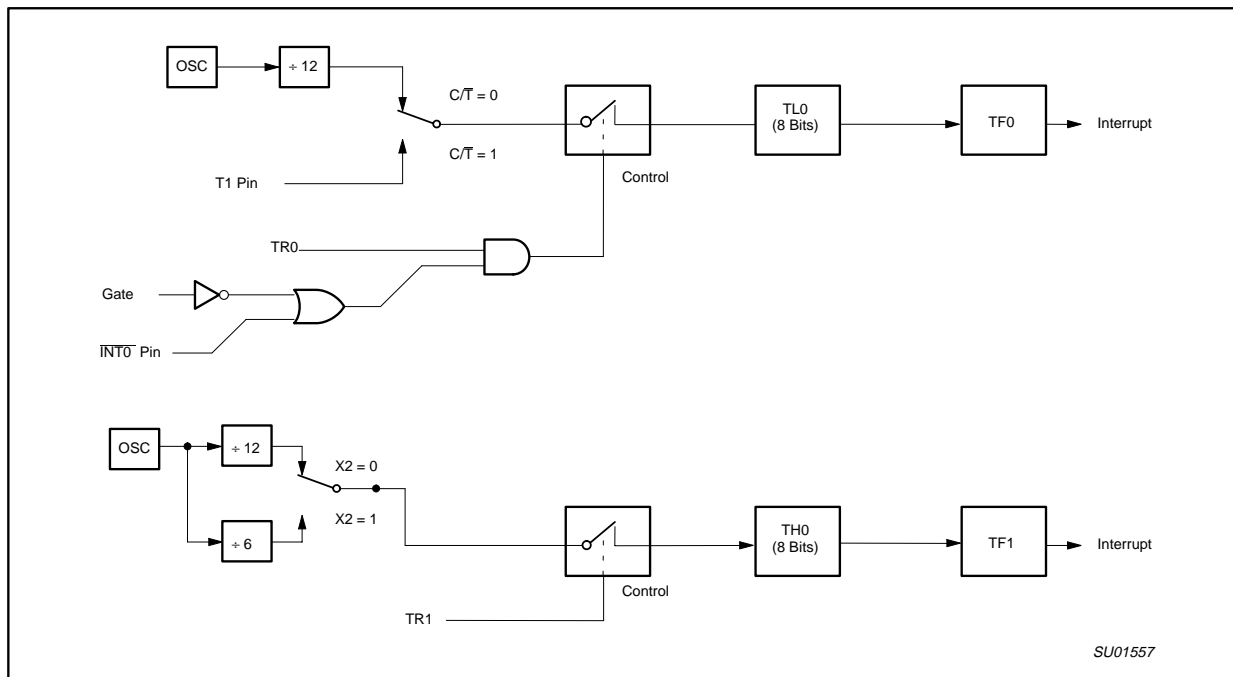 OSC
÷ 12
C/T̅ = 0
C/T̅ = 1
T1 Pin
Control
TL0
(8 Bits)
TF0
Interrupt
TR0
Gate
I̅N̅T̅0̅ Pin
OSC
÷ 12
÷ 6
X2 = 0
X2 = 1
Control
TR1
TH0
(8 Bits)
TF1
Interrupt
SU01557